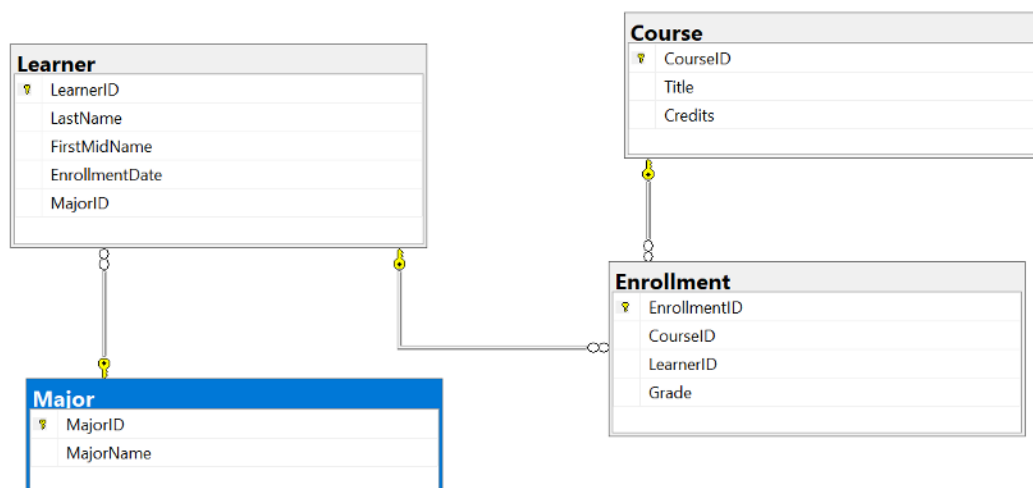 Learner
LearnerID
LastName
FirstMidName
EnrollmentDate
MajorID
Course
CourseID
Title
Credits
Enrollment
EnrollmentID
CourseID
LearnerID
Grade
Major
MajorID
MajorName